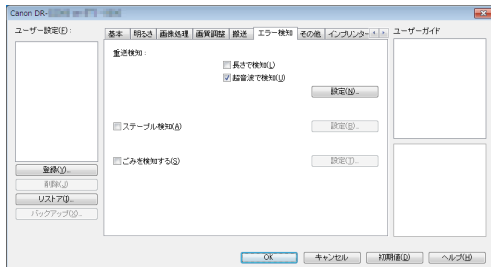 Canon DR-
ユーザー設定(F):
基本 明るさ 画像処理 画質調整 搬送 エラー検知 その他 インプリンター
ユーザーガイド
重送検知:
長さで検知(L)
超音波で検知(U)
設定(N)...
ステープル検知(A)
設定(B)...
ごみを検知する(S)
設定(T)...
登録(Y)...
削除(J)
リストア(I)...
バックアップ(X)...
OK キャンセル 初期値(D) ヘルプ(H)